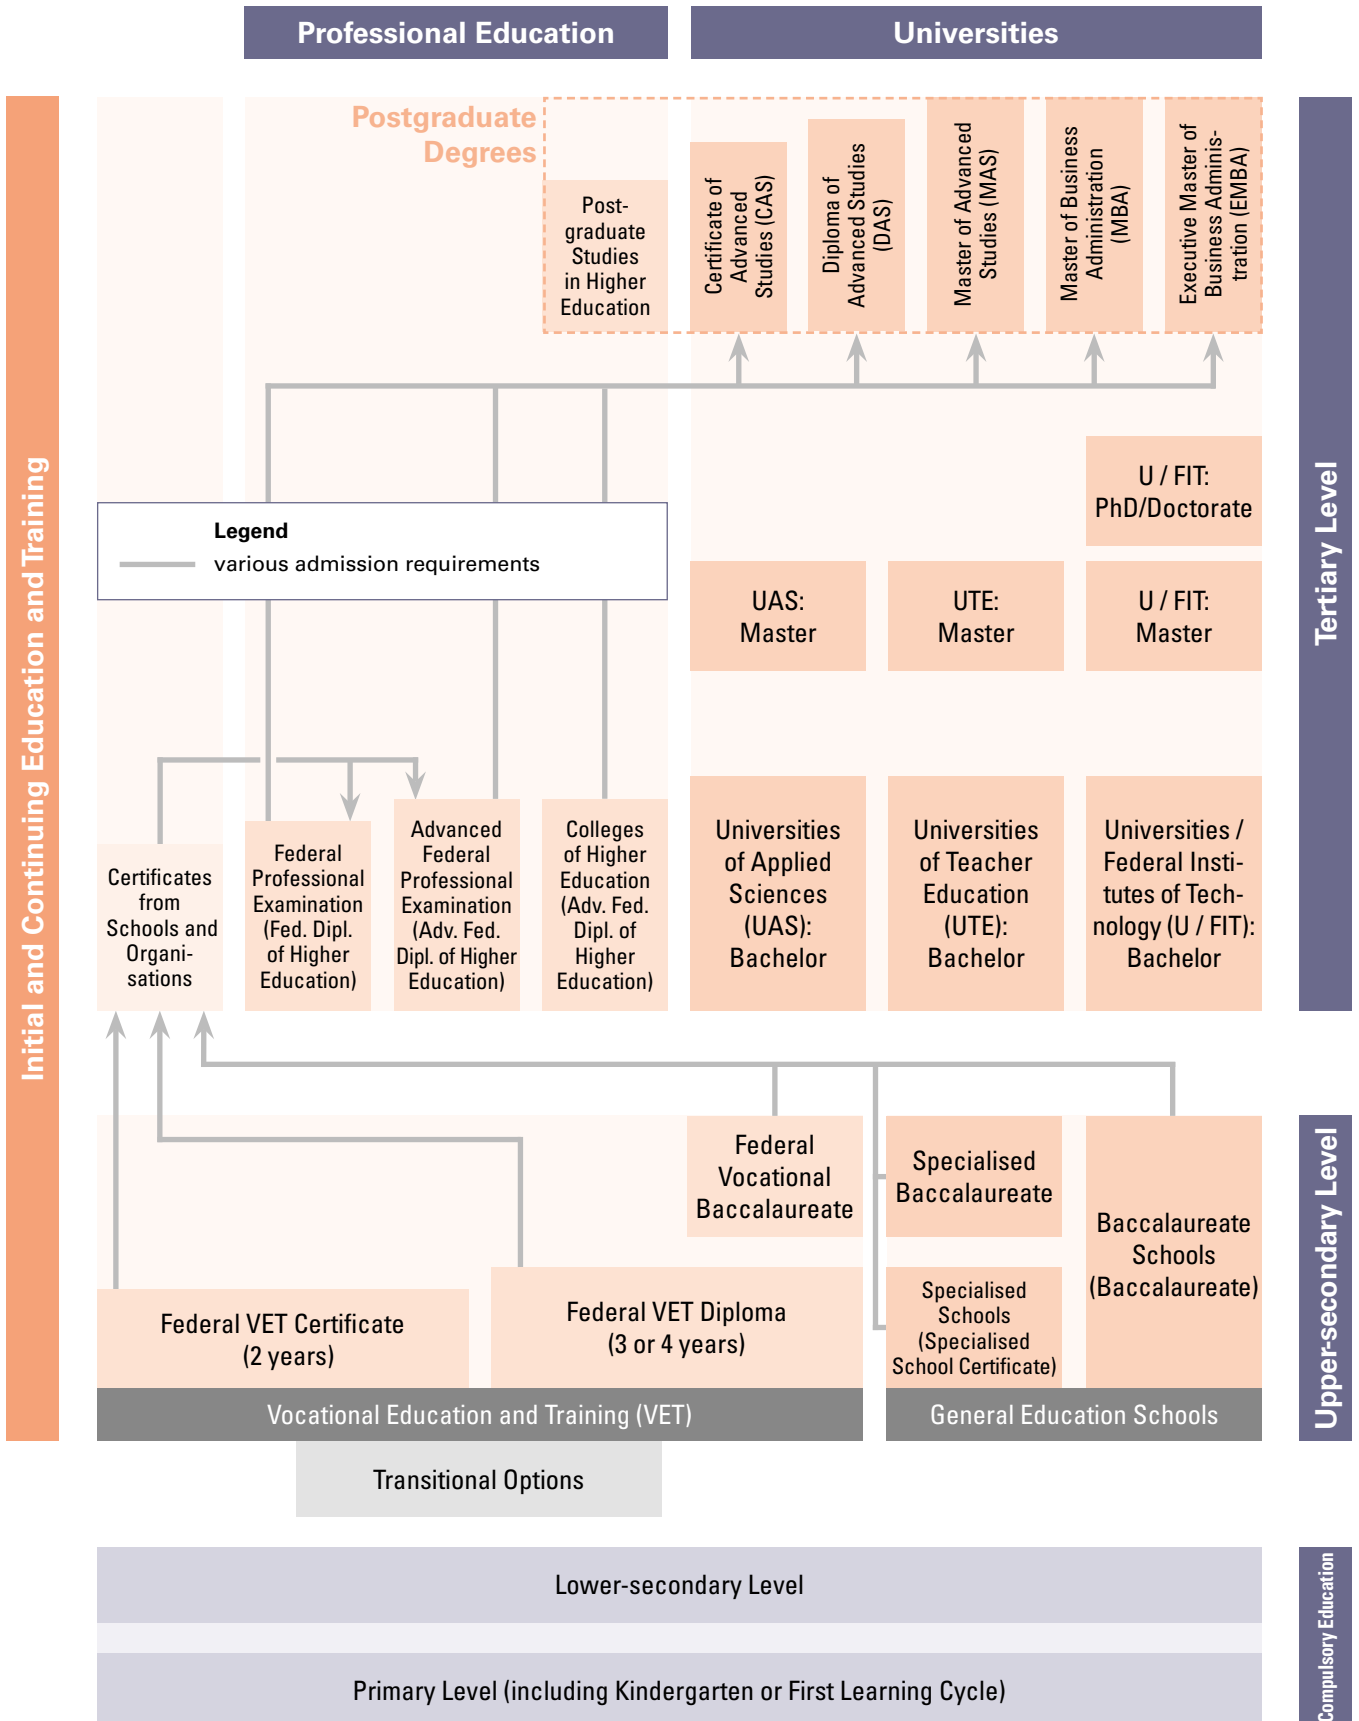 Professional Education
Universities
Initial and Continuing Education and Training
Postgraduate
Degrees
Post-
graduate
Studies
in Higher
Education
Certificate of
Advanced
Studies (CAS)
Diploma of
Advanced Studies
(DAS)
Master of Advanced
Studies (MAS)
Master of Business
Administration
(MBA)
Executive Master of
Business Adminis-
tration (EMBA)
Tertiary Level
U / FIT:
PhD/Doctorate
Legend
various admission requirements
UAS:
Master
UTE:
Master
U / FIT:
Master
Certificates
from
Schools and
Organi-
sations
Federal
Professional
Examination
(Fed. Dipl.
of Higher
Education)
Advanced
Federal
Professional
Examination
(Adv. Fed.
Dipl. of Higher
Education)
Colleges
of Higher
Education
(Adv. Fed.
Dipl. of
Higher
Education)
Universities
of Applied
Sciences
(UAS):
Bachelor
Universities
of Teacher
Education
(UTE):
Bachelor
Universities /
Federal Insti-
tutes of Tech-
nology (U / FIT):
Bachelor
Upper-secondary Level
Federal
Vocational
Baccalaureate
Specialised
Baccalaureate
Baccalaureate
Schools
(Baccalaureate)
Federal VET Certificate
(2 years)
Federal VET Diploma
(3 or 4 years)
Specialised
Schools
(Specialised
School Certificate)
Vocational Education and Training (VET)
General Education Schools
Transitional Options
Compulsory Education
Lower-secondary Level
Primary Level (including Kindergarten or First Learning Cycle)